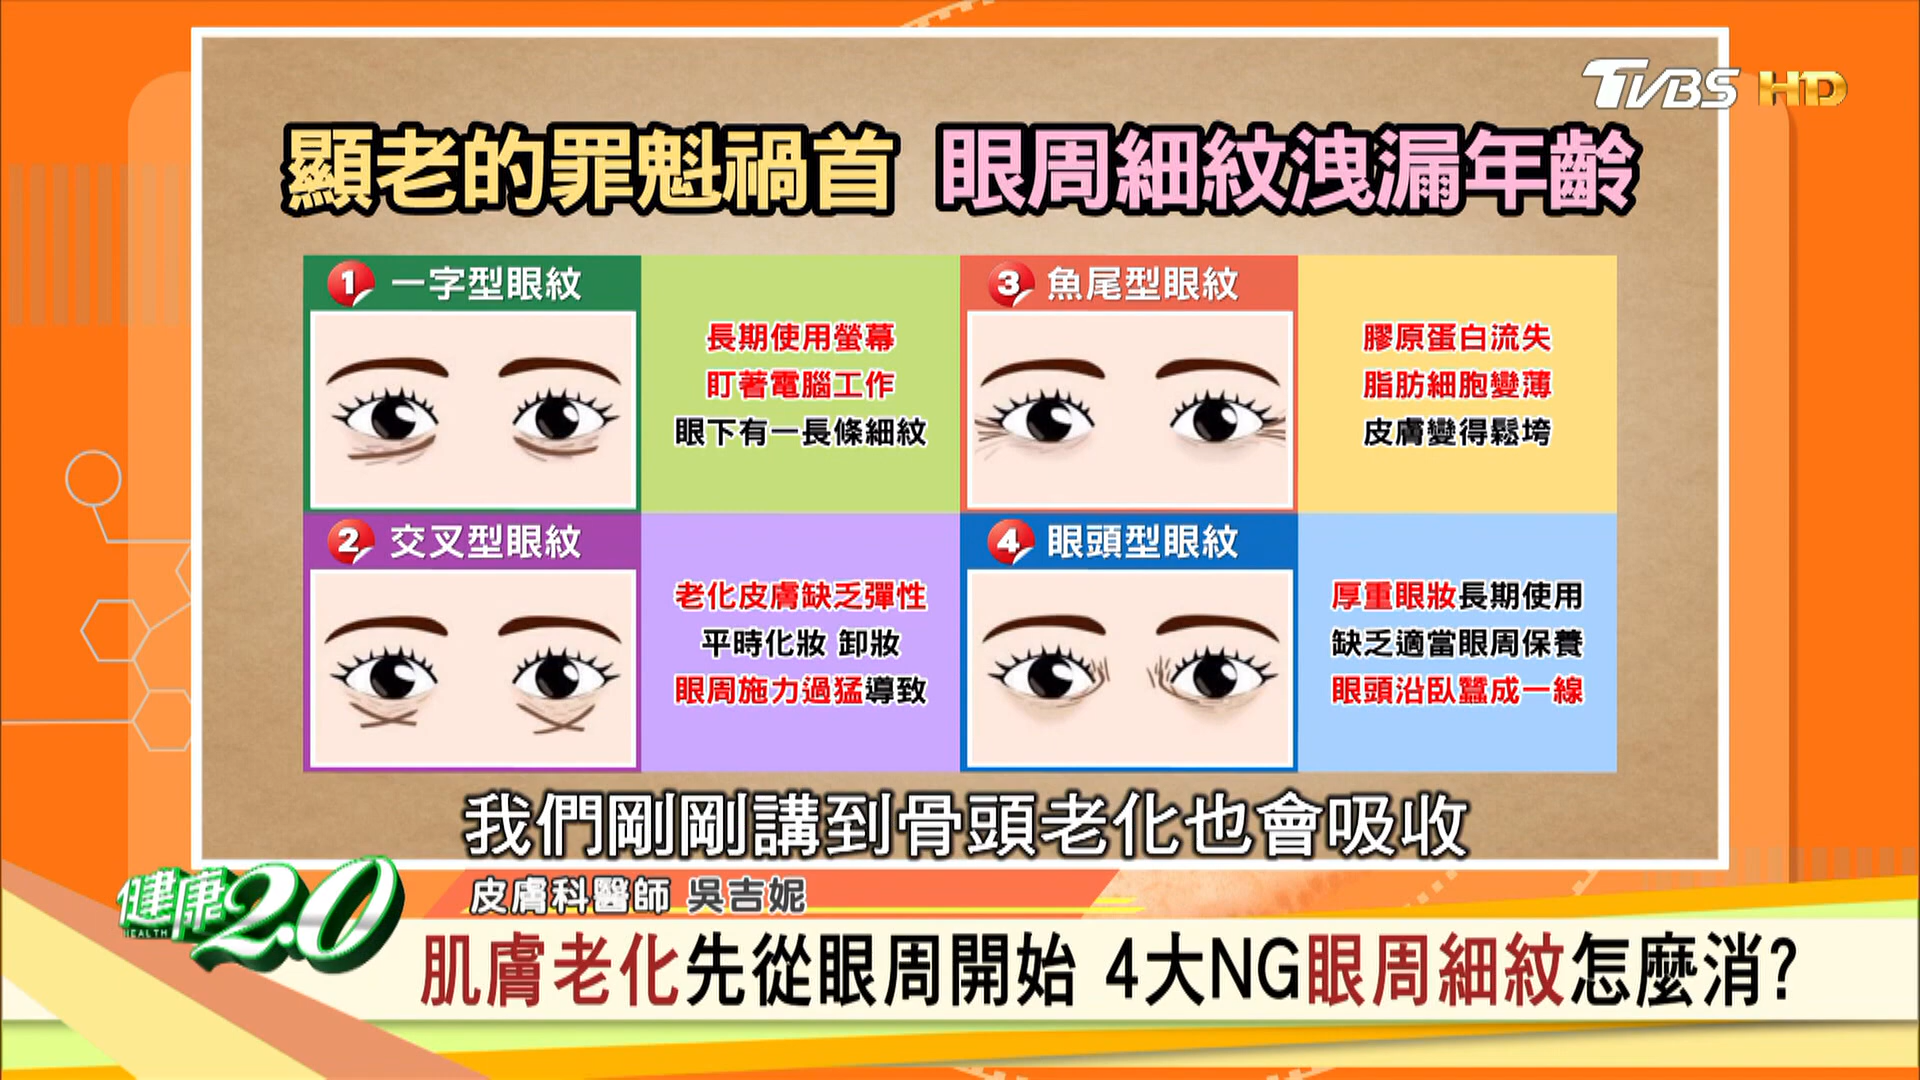 TVBS HD
顯老的罪魁禍首 眼周細紋洩漏年齡
1 一字型眼紋
長期使用螢幕
盯著電腦工作
眼下有一長條細紋
2 交叉型眼紋
老化皮膚缺乏彈性
平時化妝 卸妝
眼周施力過猛導致
3 魚尾型眼紋
膠原蛋白流失
脂肪細胞變薄
皮膚變得鬆垮
4 眼頭型眼紋
厚重眼妝長期使用
缺乏適當眼周保養
眼頭沿臥蠶成一線
我們剛剛講到骨頭老化也會吸收
健康2.0
HEALTH
皮膚科醫師 吳吉妮
肌膚老化先從眼周開始 4大NG眼周細紋怎麼消?